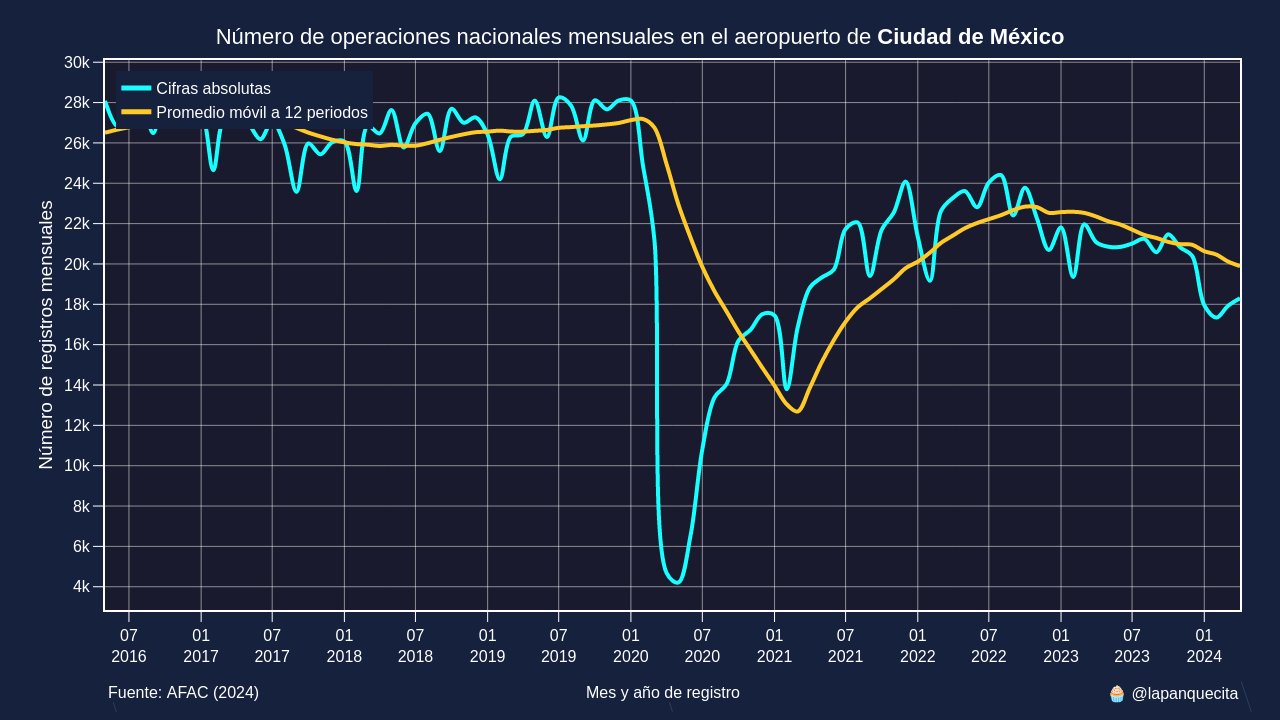 Número de operaciones nacionales mensuales en el aeropuerto de Ciudad de México
30k
28k
26k
24k
22k
20k
18k
16k
14k
12k
10k
8k
6k
4k
Número de registros mensuales
Cifras absolutas
Promedio móvil a 12 periodos
07 01 07 01 07 01 07 01 07 01 07 01 07 01 07 01
2016 2017 2017 2018 2018 2019 2019 2020 2020 2021 2021 2022 2022 2023 2023 2024
Fuente: AFAC (2024) Mes y año de registro 🧁 @lapanquecita